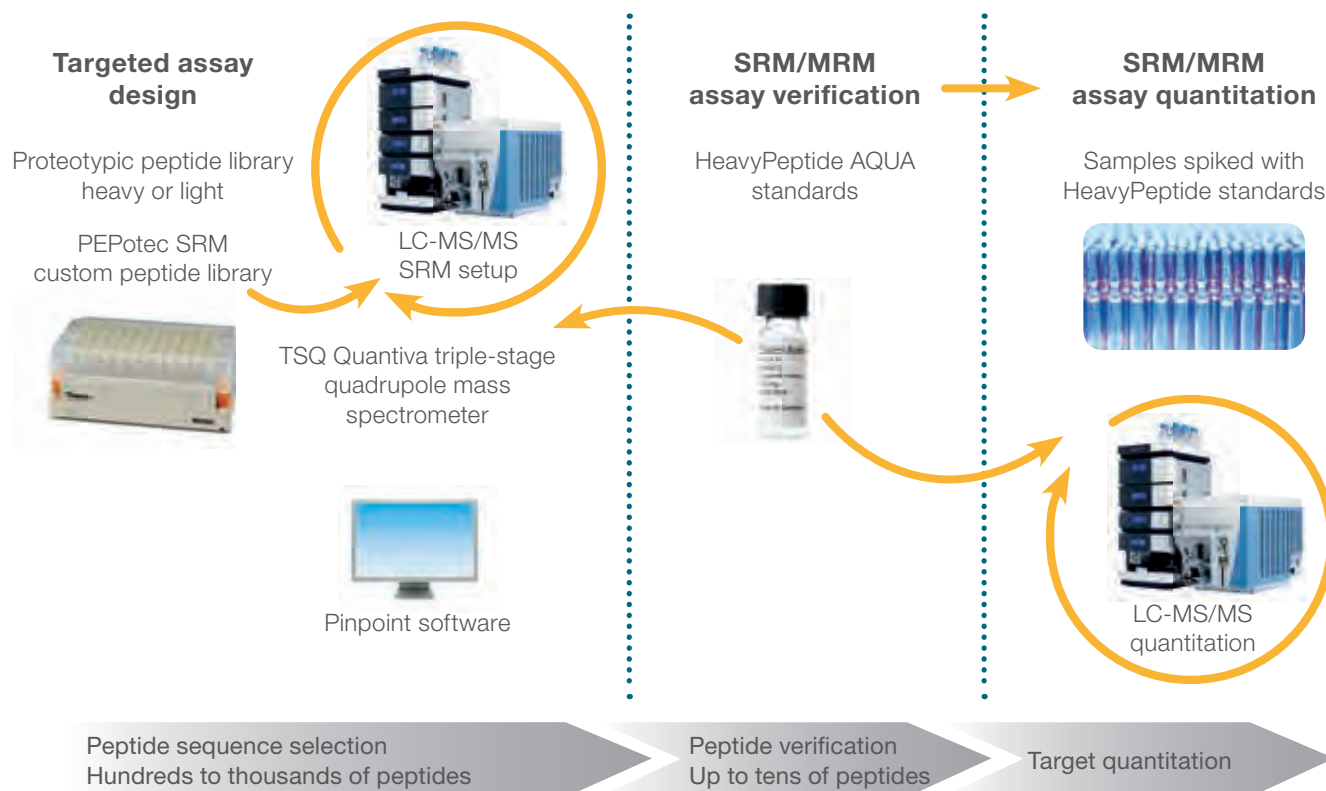 Targeted assay
design
Proteotypic peptide library
heavy or light
PEPotec SRM
custom peptide library
LC-MS/MS
SRM setup
TSQ Quantiva triple-stage
quadrupole mass
spectrometer
Pinpoint software
SRM/MRM
assay verification
HeavyPeptide AQUA
standards
SRM/MRM
assay quantitation
Samples spiked with
HeavyPeptide standards
LC-MS/MS
quantitation
Peptide sequence selection
Hundreds to thousands of peptides
Peptide verification
Up to tens of peptides
Target quantitation